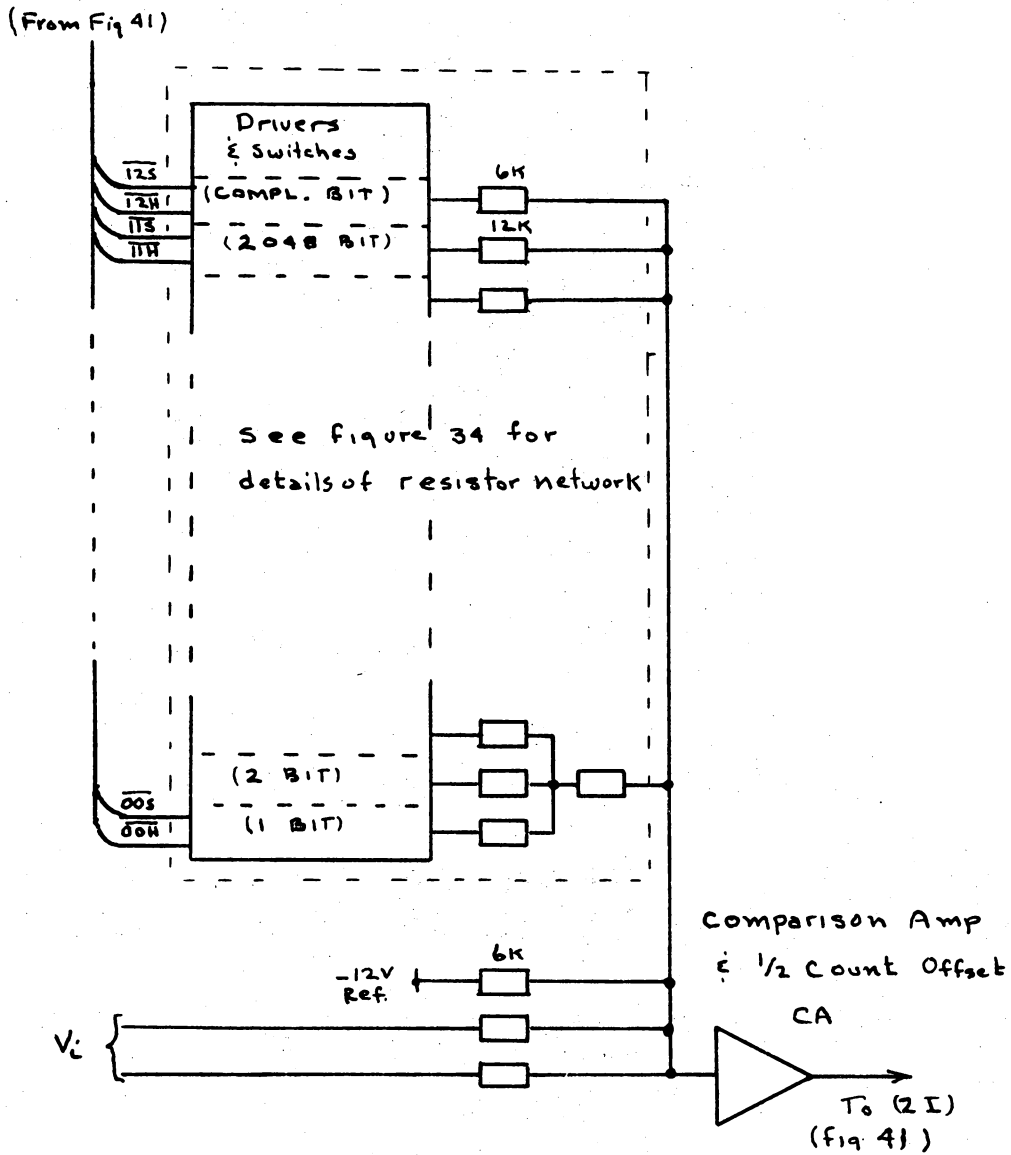 (From Fig 41)
Drivers
& Switches
12S
(COMPL. BIT)
12H
11S
(2048 BIT)
11H
6K
12K
See figure 34 for
details of resistor network
(2 BIT)
00S
(1 BIT)
00H
Comparison Amp
& 1/2 Count Offset
CA
6K
-12V
Ref.
Vi
To (2I)
(fig 41)